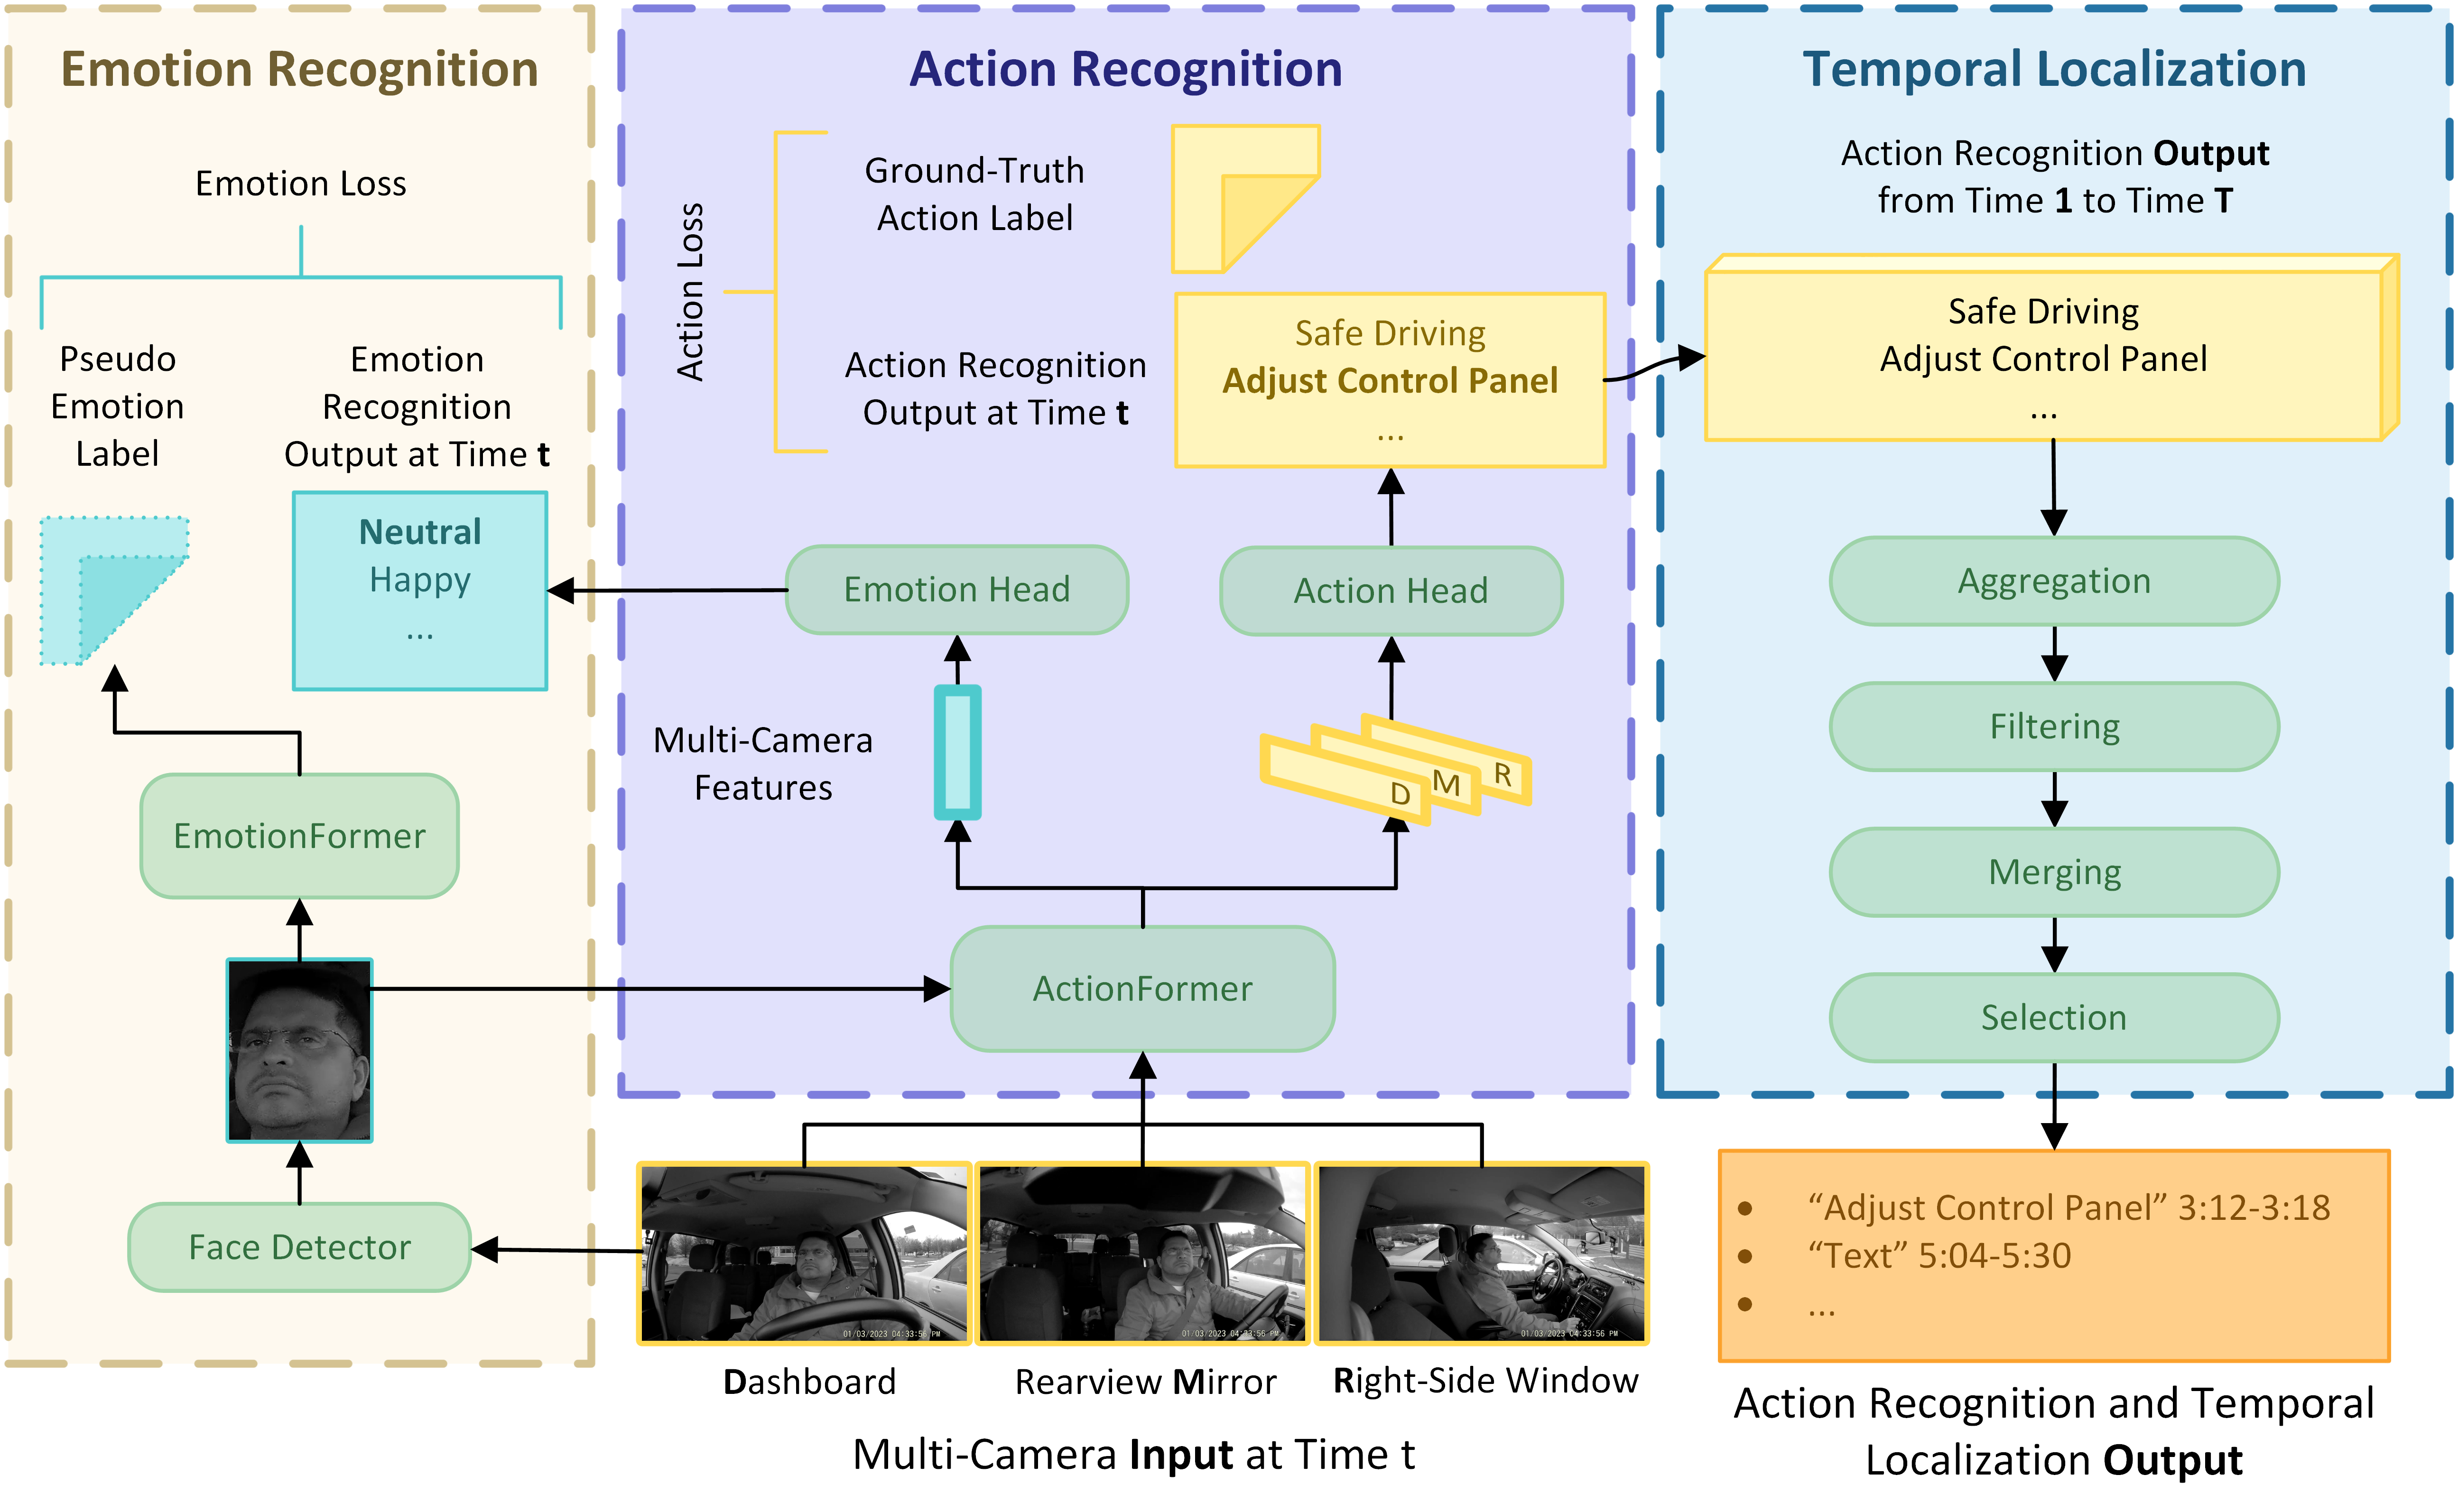 Emotion Recognition
Emotion Loss
Pseudo
Emotion
Label
Emotion
Recognition
Output at Time t
Neutral
Happy
...
EmotionFormer
Face Detector
Action Recognition
Action Loss
Ground-Truth
Action Label
Action Recognition
Output at Time t
Safe Driving
Adjust Control Panel
...
Emotion Head
Action Head
Multi-Camera
Features
D
M
R
ActionFormer
01/03/2023 04:33:56 PM
01/03/2023 04:33:56 PM
01/03/2023 04:33:56 PM
Dashboard
Rearview Mirror
Right-Side Window
Multi-Camera Input at Time t
Temporal Localization
Action Recognition Output
from Time 1 to Time T
Safe Driving
Adjust Control Panel
...
Aggregation
Filtering
Merging
Selection
• “Adjust Control Panel” 3:12-3:18
• “Text” 5:04-5:30
• ...
Action Recognition and Temporal
Localization Output